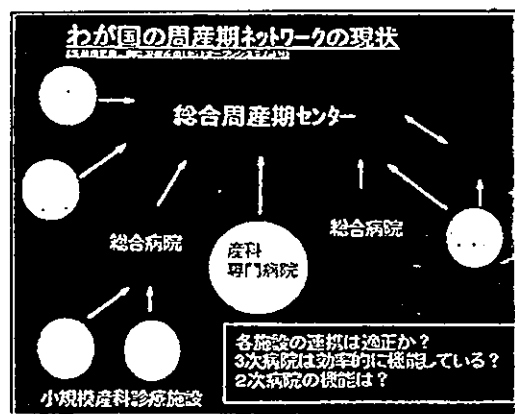 わが国の周産期ネットワークの現状
総合周産期センター
総合病院
産科
専門病院
総合病院
小規模産科診療施設
各施設の連携は適正か？
3次病院は効率的に機能している？
2次病院の機能は？